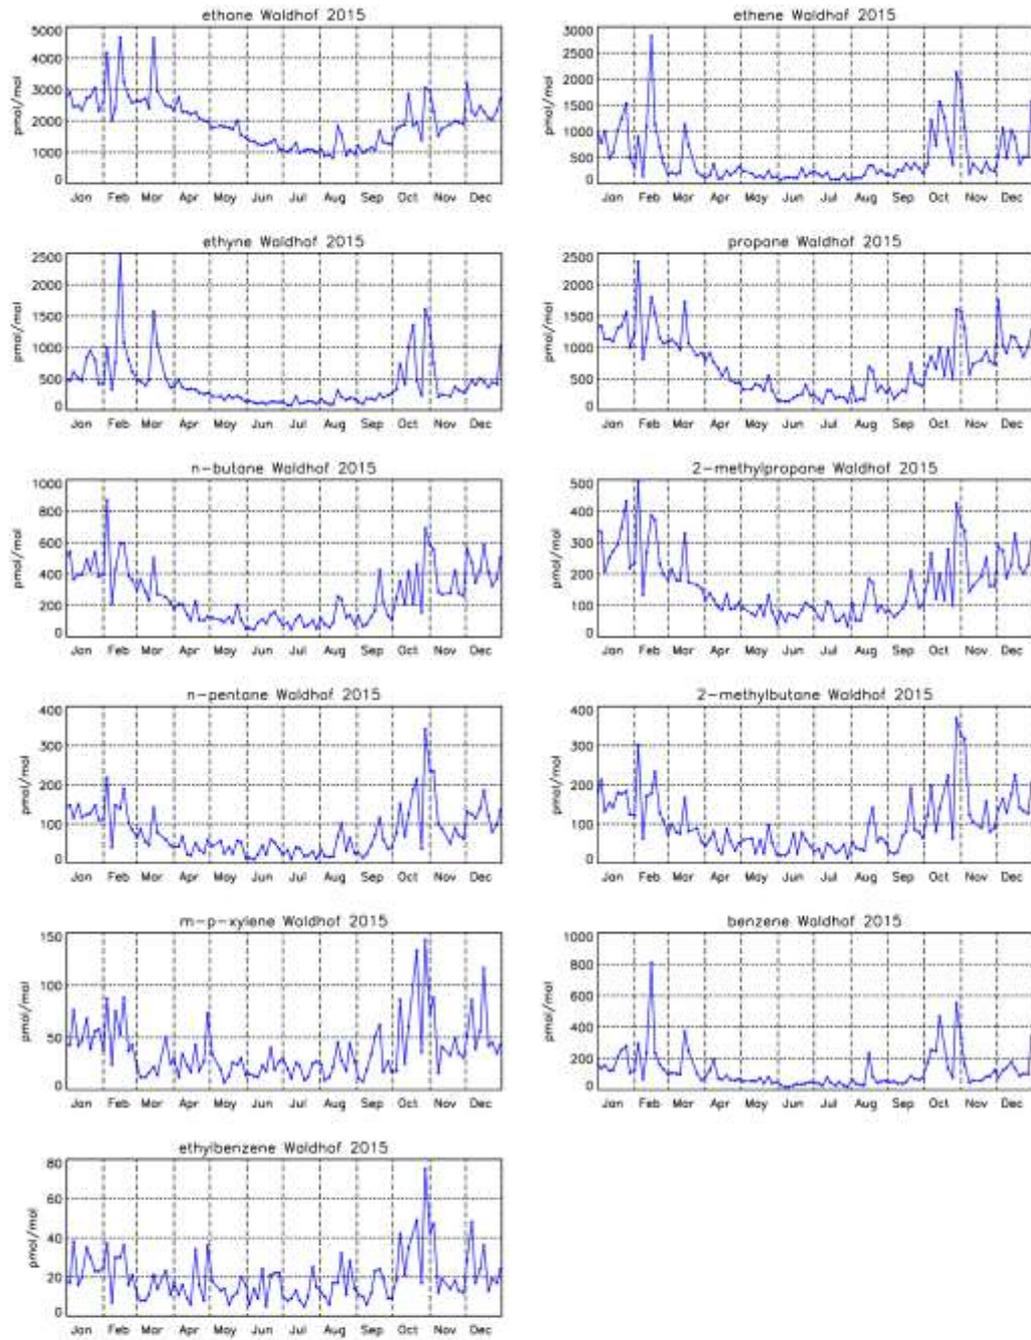 ethane Waldhof 2015
5000
4000
3000
2000
1000
0
pmol/mol
Jan Feb Mar Apr May Jun Jul Aug Sep Oct Nov Dec
ethene Waldhof 2015
3000
2500
2000
1500
1000
500
0
pmol/mol
Jan Feb Mar Apr May Jun Jul Aug Sep Oct Nov Dec
ethyne Waldhof 2015
2500
2000
1500
1000
500
0
pmol/mol
Jan Feb Mar Apr May Jun Jul Aug Sep Oct Nov Dec
propane Waldhof 2015
2500
2000
1500
1000
500
0
pmol/mol
Jan Feb Mar Apr May Jun Jul Aug Sep Oct Nov Dec
n-butane Waldhof 2015
1000
800
600
400
200
0
pmol/mol
Jan Feb Mar Apr May Jun Jul Aug Sep Oct Nov Dec
2-methylpropane Waldhof 2015
500
400
300
200
100
0
pmol/mol
Jan Feb Mar Apr May Jun Jul Aug Sep Oct Nov Dec
n-pentane Waldhof 2015
400
300
200
100
0
pmol/mol
Jan Feb Mar Apr May Jun Jul Aug Sep Oct Nov Dec
2-methylbutane Waldhof 2015
400
300
200
100
0
pmol/mol
Jan Feb Mar Apr May Jun Jul Aug Sep Oct Nov Dec
m-p-xylene Waldhof 2015
150
100
50
0
pmol/mol
Jan Feb Mar Apr May Jun Jul Aug Sep Oct Nov Dec
benzene Waldhof 2015
1000
800
600
400
200
0
pmol/mol
Jan Feb Mar Apr May Jun Jul Aug Sep Oct Nov Dec
ethylbenzene Waldhof 2015
80
60
40
20
0
pmol/mol
Jan Feb Mar Apr May Jun Jul Aug Sep Oct Nov Dec